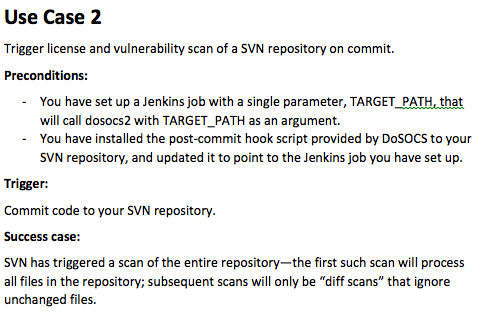 Use Case 2
Trigger license and vulnerability scan of a SVN repository on commit.
Preconditions:
- You have set up a Jenkins job with a single parameter, TARGET_PATH, that
will call dosocs2 with TARGET_PATH as an argument.
- You have installed the post-commit hook script provided by DoSOCS to your
SVN repository, and updated it to point to the Jenkins job you have set up.
Trigger:
Commit code to your SVN repository.
Success case:
SVN has triggered a scan of the entire repository—the first such scan will process
all files in the repository; subsequent scans will only be “diff scans” that ignore
unchanged files.